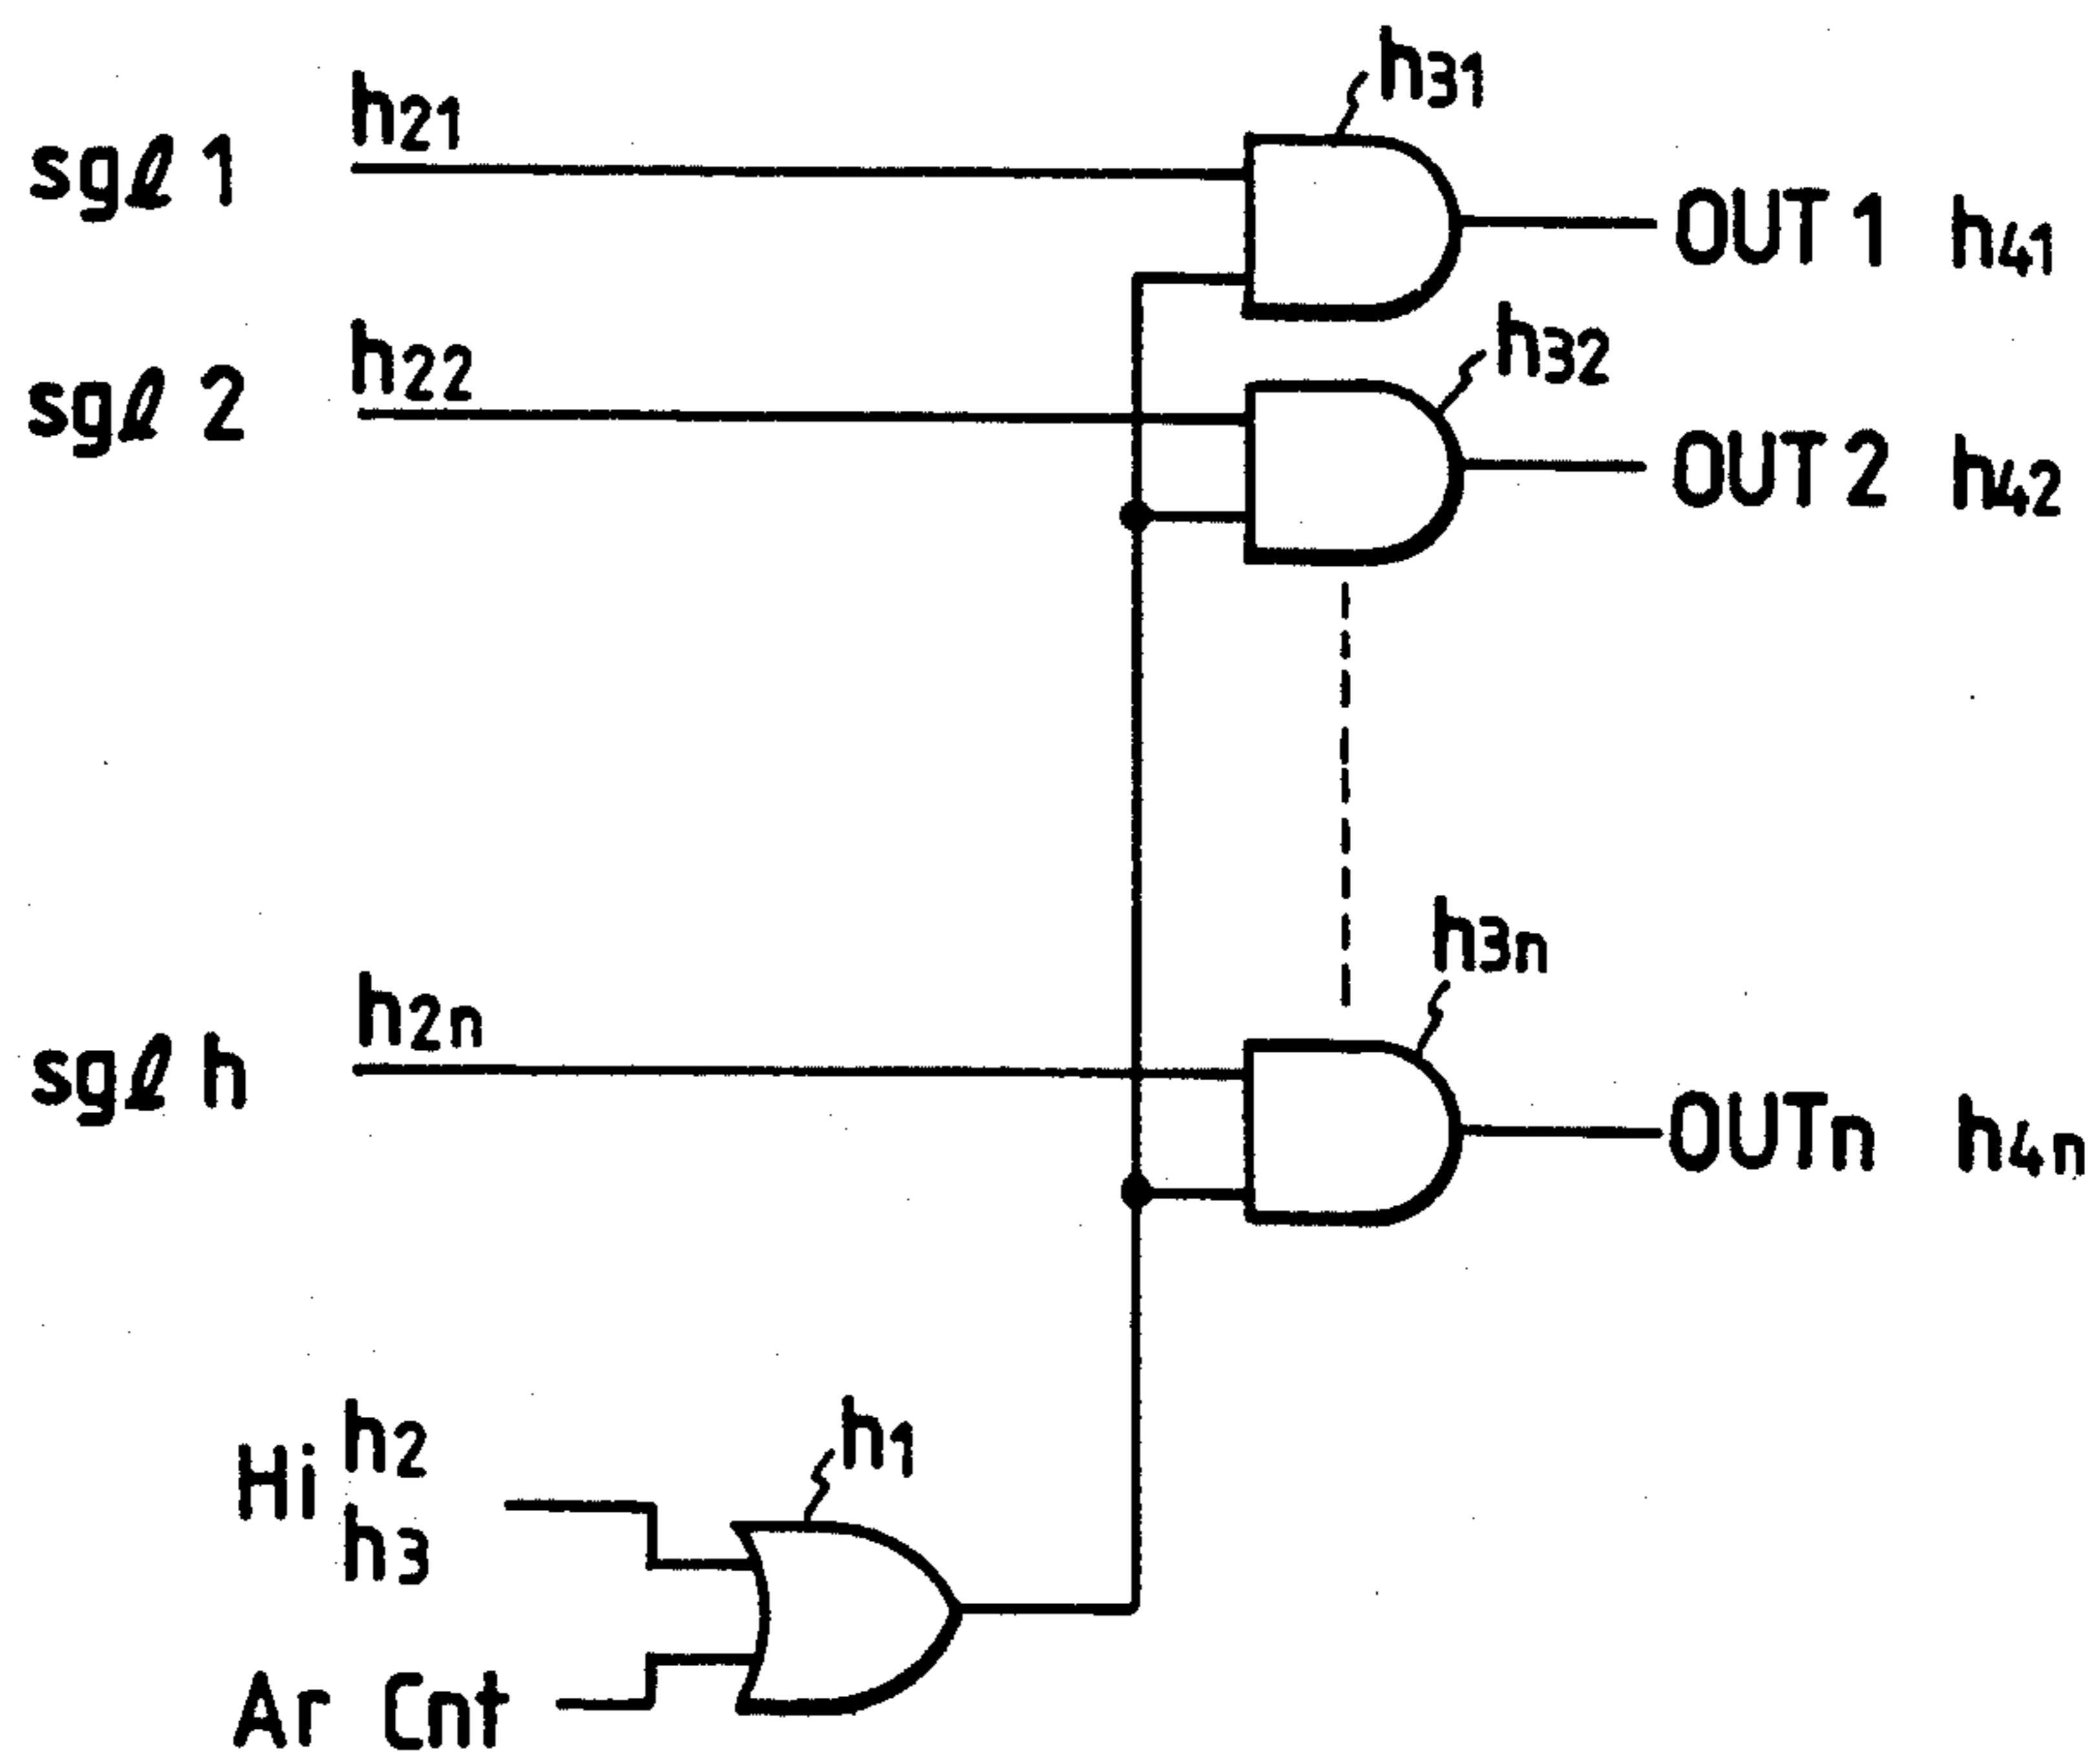 h31
h21
sgl 1
OUT 1 h41
h32
h22
sgl 2
OUT 2 h42
h3n
h2n
sgl h
OUTn h4n
h2
h1
Hi
h3
Ar Cnt